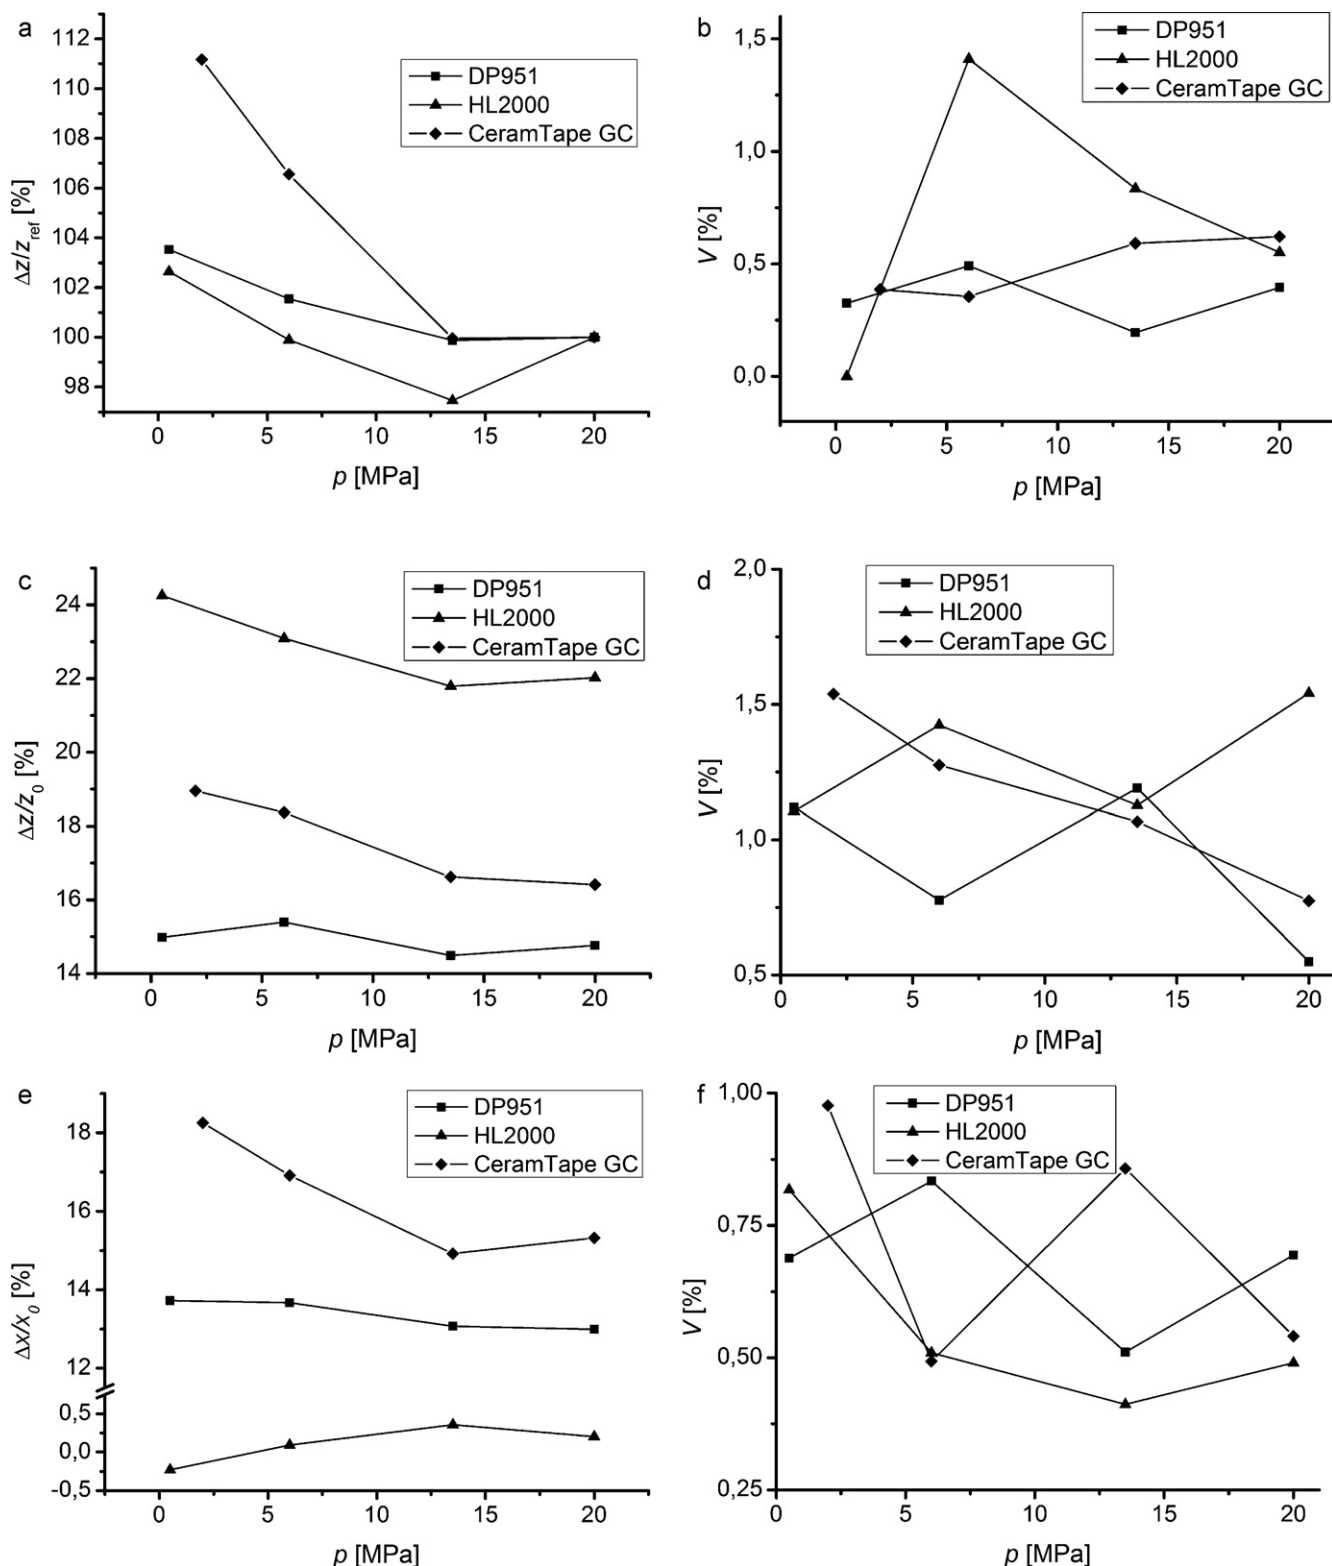 a
112
110
108
106
104
102
100
98
Δz/z_ref [%]
DP951
HL2000
CeramTape GC
0
5
10
15
20
p [MPa]
b
1,5
1,0
0,5
0,0
V [%]
DP951
HL2000
CeramTape GC
0
5
10
15
20
p [MPa]
c
24
22
20
18
16
14
Δz/z_0 [%]
DP951
HL2000
CeramTape GC
0
5
10
15
20
p [MPa]
d
2,0
1,5
1,0
0,5
V [%]
DP951
HL2000
CeramTape GC
0
5
10
15
20
p [MPa]
e
18
16
14
12
0,5
0,0
-0,5
Δx/x_0 [%]
DP951
HL2000
CeramTape GC
0
5
10
15
20
p [MPa]
f
1,00
0,75
0,50
0,25
V [%]
DP951
HL2000
CeramTape GC
0
5
10
15
20
p [MPa]